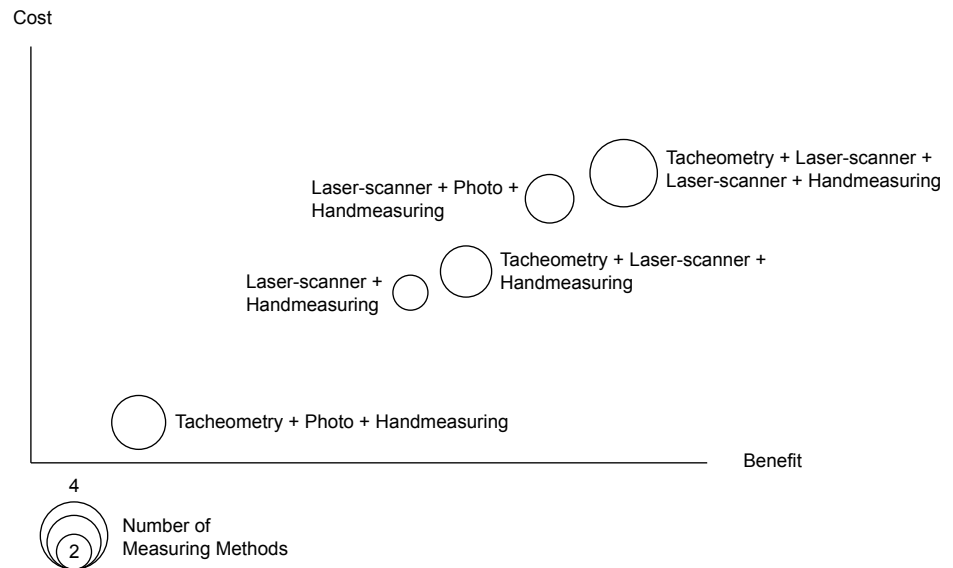 Cost
Tacheometry + Laser-scanner +
Laser-scanner + Handmeasuring
Laser-scanner + Photo +
Handmeasuring
Tacheometry + Laser-scanner +
Handmeasuring
Laser-scanner +
Handmeasuring
Tacheometry + Photo + Handmeasuring
Benefit
4
2
Number of
Measuring Methods